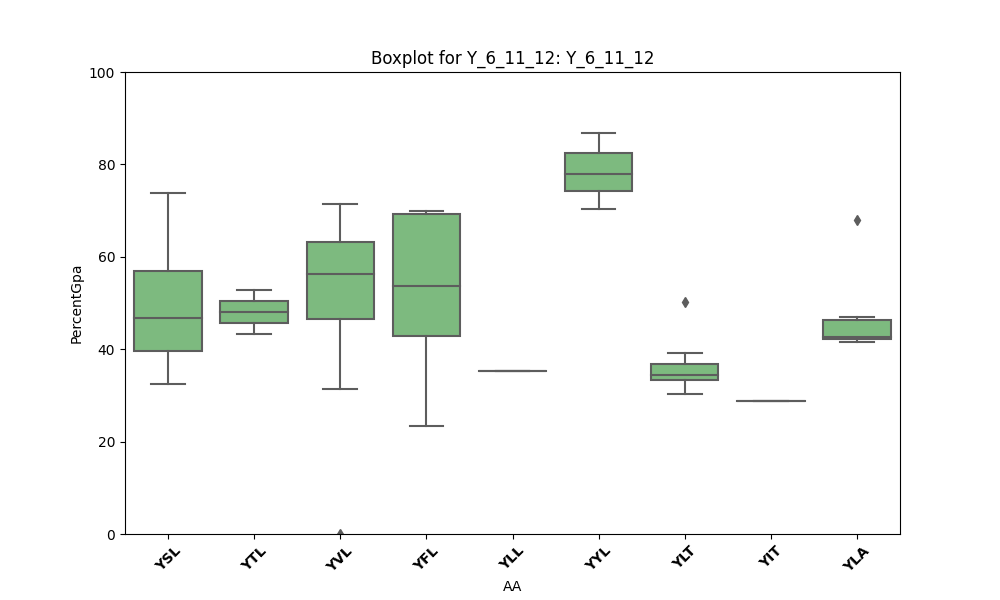 Boxplot for Y_6_11_12: Y_6_11_12
100
80
60
40
20
0
PercentGpa
YSL YTL YVL YFL YLL YYL YLT YIT YLA
AA